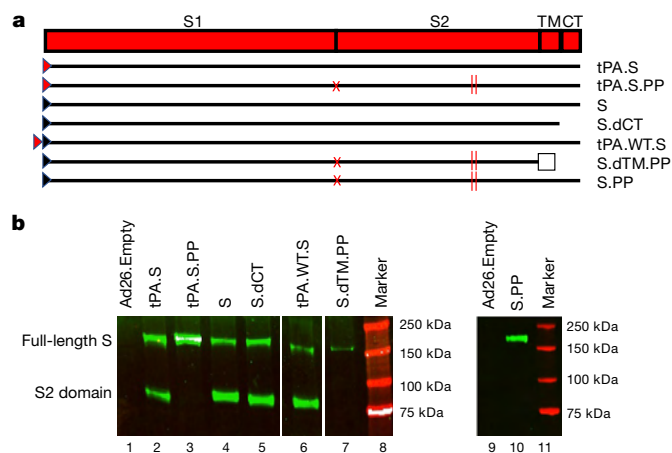 a
S1 S2 TM CT
tPA.S
tPA.S.PP
S
S.dCT
tPA.WT.S
S.dTM.PP
S.PP
b
Ad26.Empty
tPA.S
tPA.S.PP
S
S.dCT
tPA.WT.S
S.dTM.PP
Marker
Ad26.Empty
S.PP
Marker
Full-length S
S2 domain
250 kDa
150 kDa
100 kDa
75 kDa
250 kDa
150 kDa
100 kDa
75 kDa
1 2 3 4 5 6 7 8 9 10 11